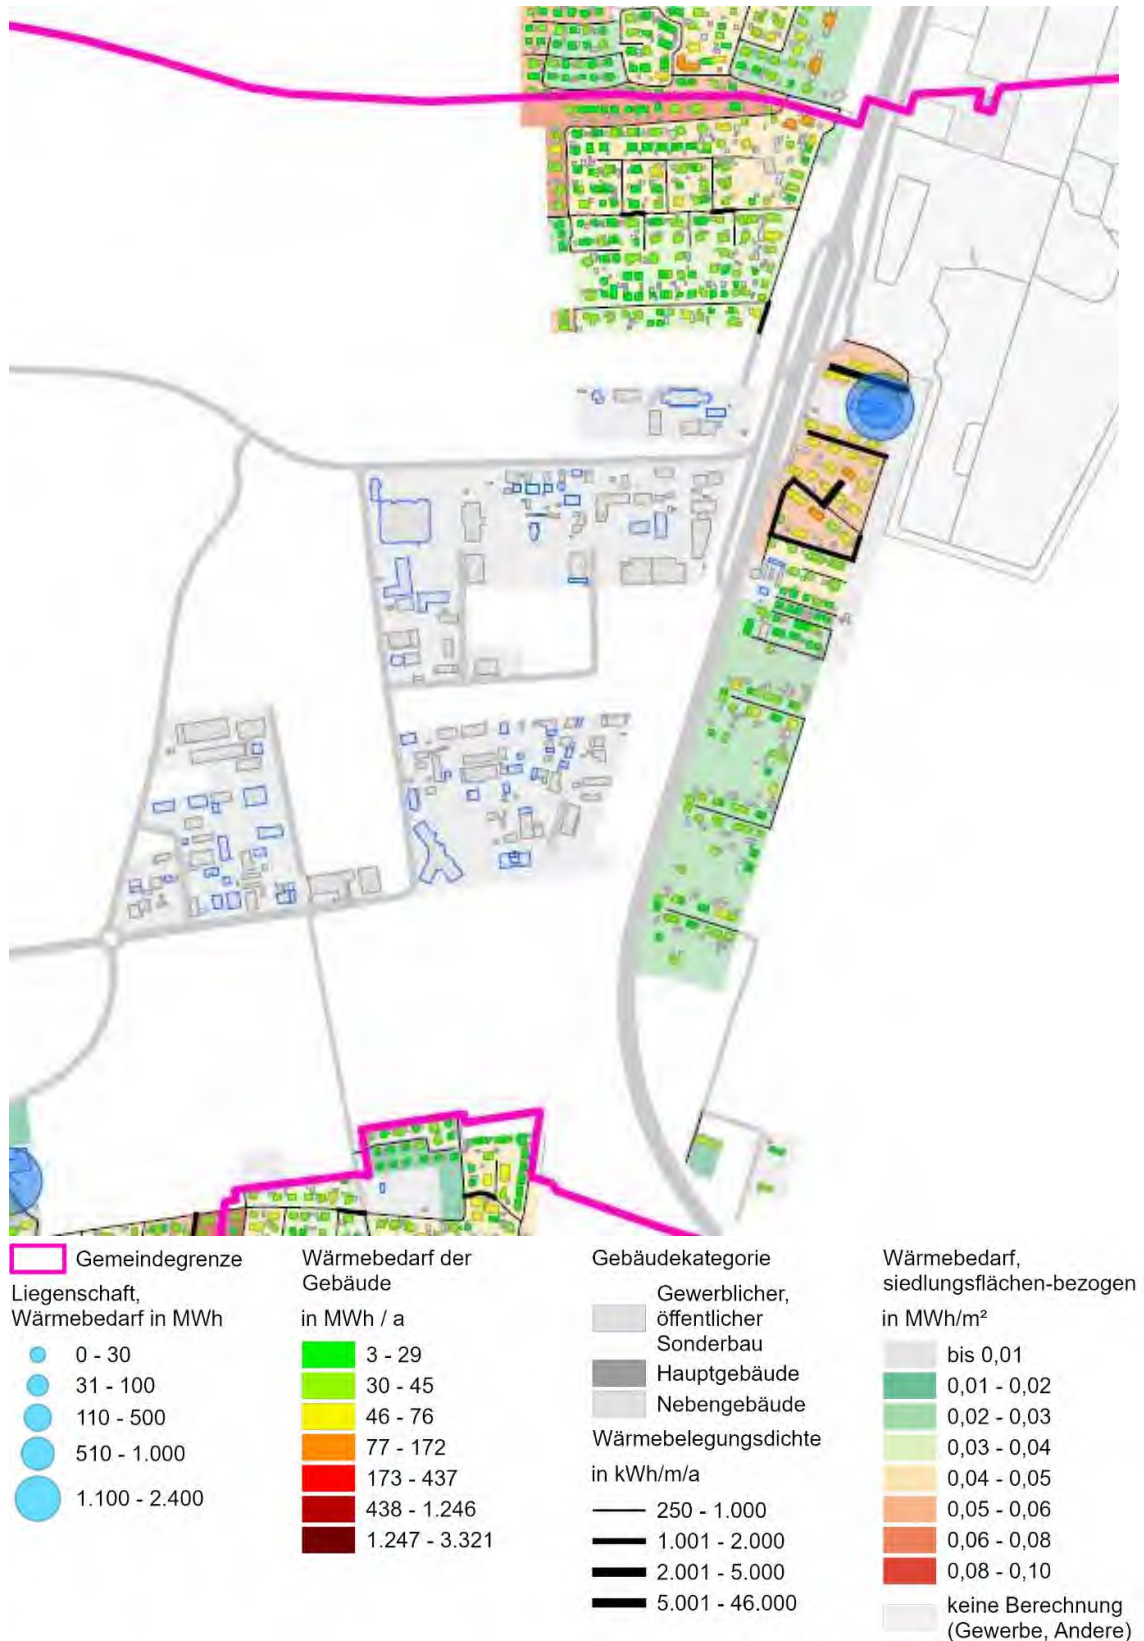 Gemeindegrenze
Liegenschaft,
Wärmebedarf in MWh
0 - 30
31 - 100
110 - 500
510 - 1.000
1.100 - 2.400
Wärmebedarf der
Gebäude
in MWh / a
3 - 29
30 - 45
46 - 76
77 - 172
173 - 437
438 - 1.246
1.247 - 3.321
Gebäudekategorie
Gewerblicher,
öffentlicher
Sonderbau
Hauptgebäude
Nebengebäude
Wärmebelegungsdichte
in kWh/m/a
250 - 1.000
1.001 - 2.000
2.001 - 5.000
5.001 - 46.000
Wärmebedarf,
siedlungsflächen-bezogen
in MWh/m²
bis 0,01
0,01 - 0,02
0,02 - 0,03
0,03 - 0,04
0,04 - 0,05
0,05 - 0,06
0,06 - 0,08
0,08 - 0,10
keine Berechnung
(Gewerbe, Andere)